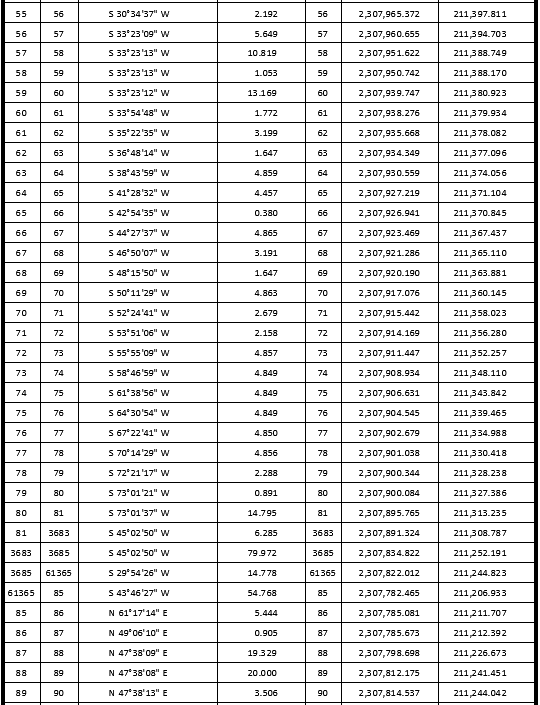 55 56 S 30°34'37" W 2.192 56 2,307,965.372 211,397.811
56 57 S 33°23'09" W 5.649 57 2,307,960.655 211,394.703
57 58 S 33°23'13" W 10.819 58 2,307,951.622 211,388.749
58 59 S 33°23'13" W 1.053 59 2,307,950.742 211,388.170
59 60 S 33°23'12" W 13.169 60 2,307,939.747 211,380.923
60 61 S 33°54'48" W 1.772 61 2,307,938.276 211,379.934
61 62 S 35°22'35" W 3.199 62 2,307,935.668 211,378.082
62 63 S 36°48'14" W 1.647 63 2,307,934.349 211,377.096
63 64 S 38°43'59" W 4.859 64 2,307,930.559 211,374.056
64 65 S 41°28'32" W 4.457 65 2,307,927.219 211,371.104
65 66 S 42°54'35" W 0.380 66 2,307,926.941 211,370.845
66 67 S 44°27'37" W 4.865 67 2,307,923.469 211,367.437
67 68 S 46°50'07" W 3.191 68 2,307,921.286 211,365.110
68 69 S 48°15'50" W 1.647 69 2,307,920.190 211,363.881
69 70 S 50°11'29" W 4.863 70 2,307,917.076 211,360.145
70 71 S 52°24'41" W 2.679 71 2,307,915.442 211,358.023
71 72 S 53°51'06" W 2.158 72 2,307,914.169 211,356.280
72 73 S 55°55'09" W 4.857 73 2,307,911.447 211,352.257
73 74 S 58°46'59" W 4.849 74 2,307,908.934 211,348.110
74 75 S 61°38'56" W 4.849 75 2,307,906.631 211,343.842
75 76 S 64°30'54" W 4.849 76 2,307,904.545 211,339.465
76 77 S 67°22'41" W 4.850 77 2,307,902.679 211,334.988
77 78 S 70°14'29" W 4.856 78 2,307,901.038 211,330.418
78 79 S 72°21'17" W 2.288 79 2,307,900.344 211,328.238
79 80 S 73°01'21" W 0.891 80 2,307,900.084 211,327.386
80 81 S 73°01'37" W 14.795 81 2,307,895.765 211,313.235
81 3683 S 45°02'50" W 6.285 3683 2,307,891.324 211,308.787
3683 3685 S 45°02'50" W 79.972 3685 2,307,834.822 211,252.191
3685 61365 S 29°54'26" W 14.778 61365 2,307,822.012 211,244.823
61365 85 S 43°46'27" W 54.768 85 2,307,782.465 211,206.933
85 86 N 61°17'14" E 5.444 86 2,307,785.081 211,211.707
86 87 N 49°06'10" E 0.905 87 2,307,785.673 211,212.392
87 88 N 47°38'09" E 19.329 88 2,307,798.698 211,226.673
88 89 N 47°38'08" E 20.000 89 2,307,812.175 211,241.451
89 90 N 47°38'13" E 3.506 90 2,307,814.537 211,244.042